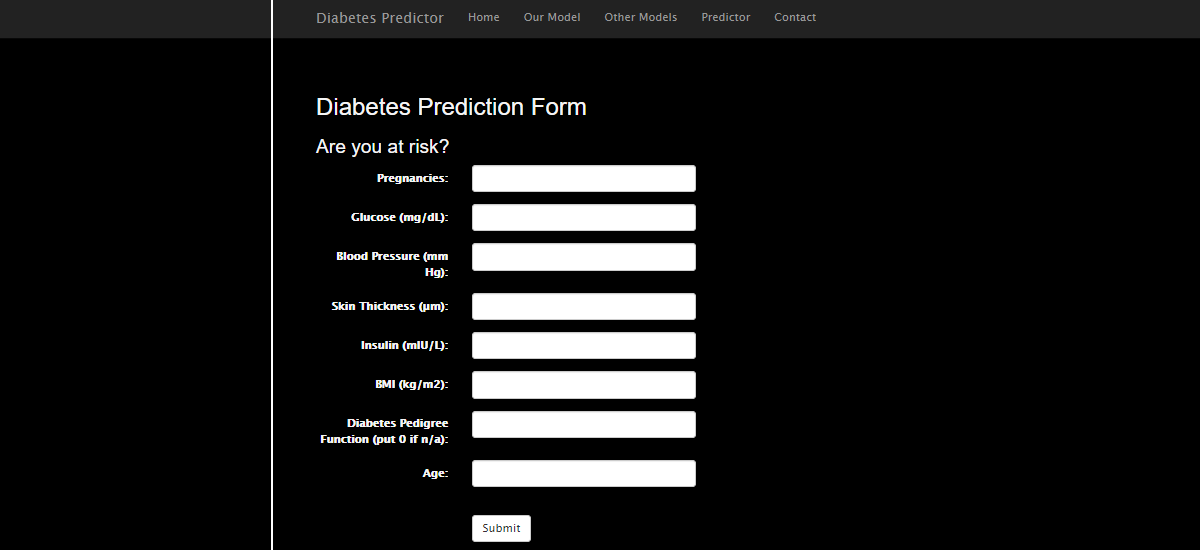 Diabetes Predictor Home Our Model Other Models Predictor Contact
Diabetes Prediction Form
Are you at risk?
Pregnancies:
Glucose (mg/dL):
Blood Pressure (mm
Hg):
Skin Thickness (µm):
Insulin (mIU/L):
BMI (kg/m2):
Diabetes Pedigree
Function (put 0 if n/a):
Age:
Submit